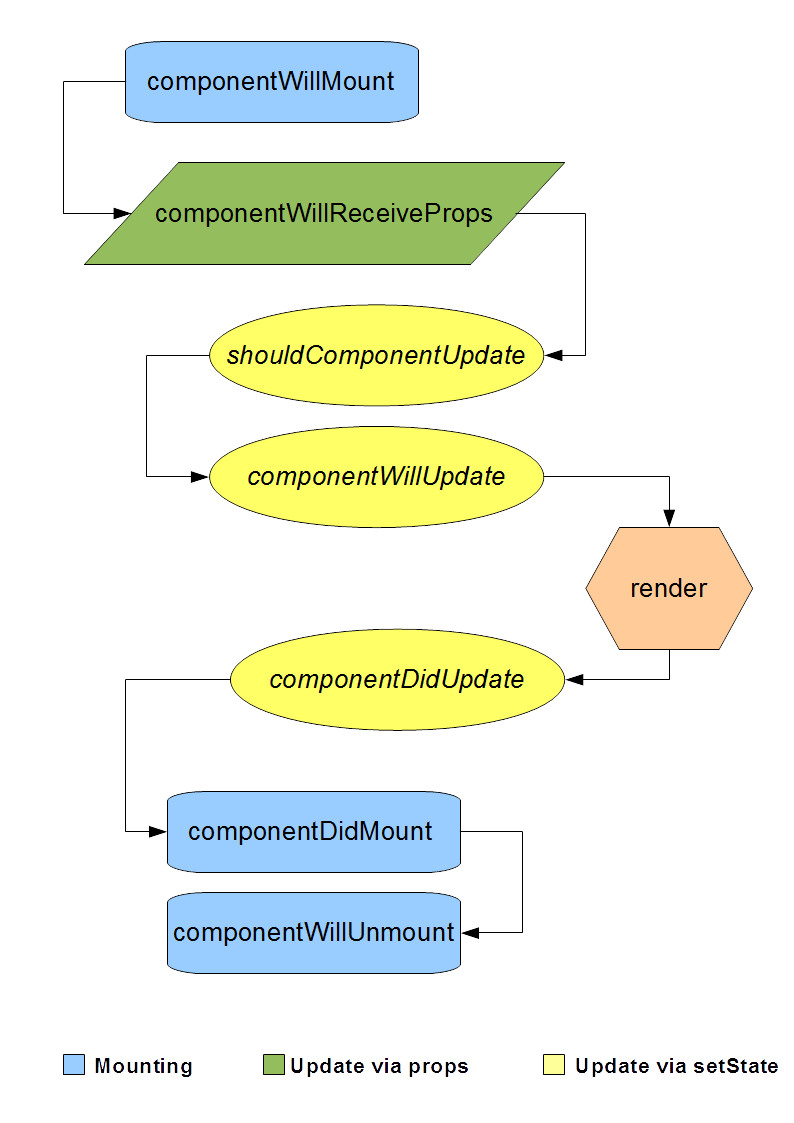 componentWillMount
componentWillReceiveProps
shouldComponentUpdate
componentWillUpdate
render
componentDidUpdate
componentDidMount
componentWillUnmount
Mounting
Update via props
Update via setState